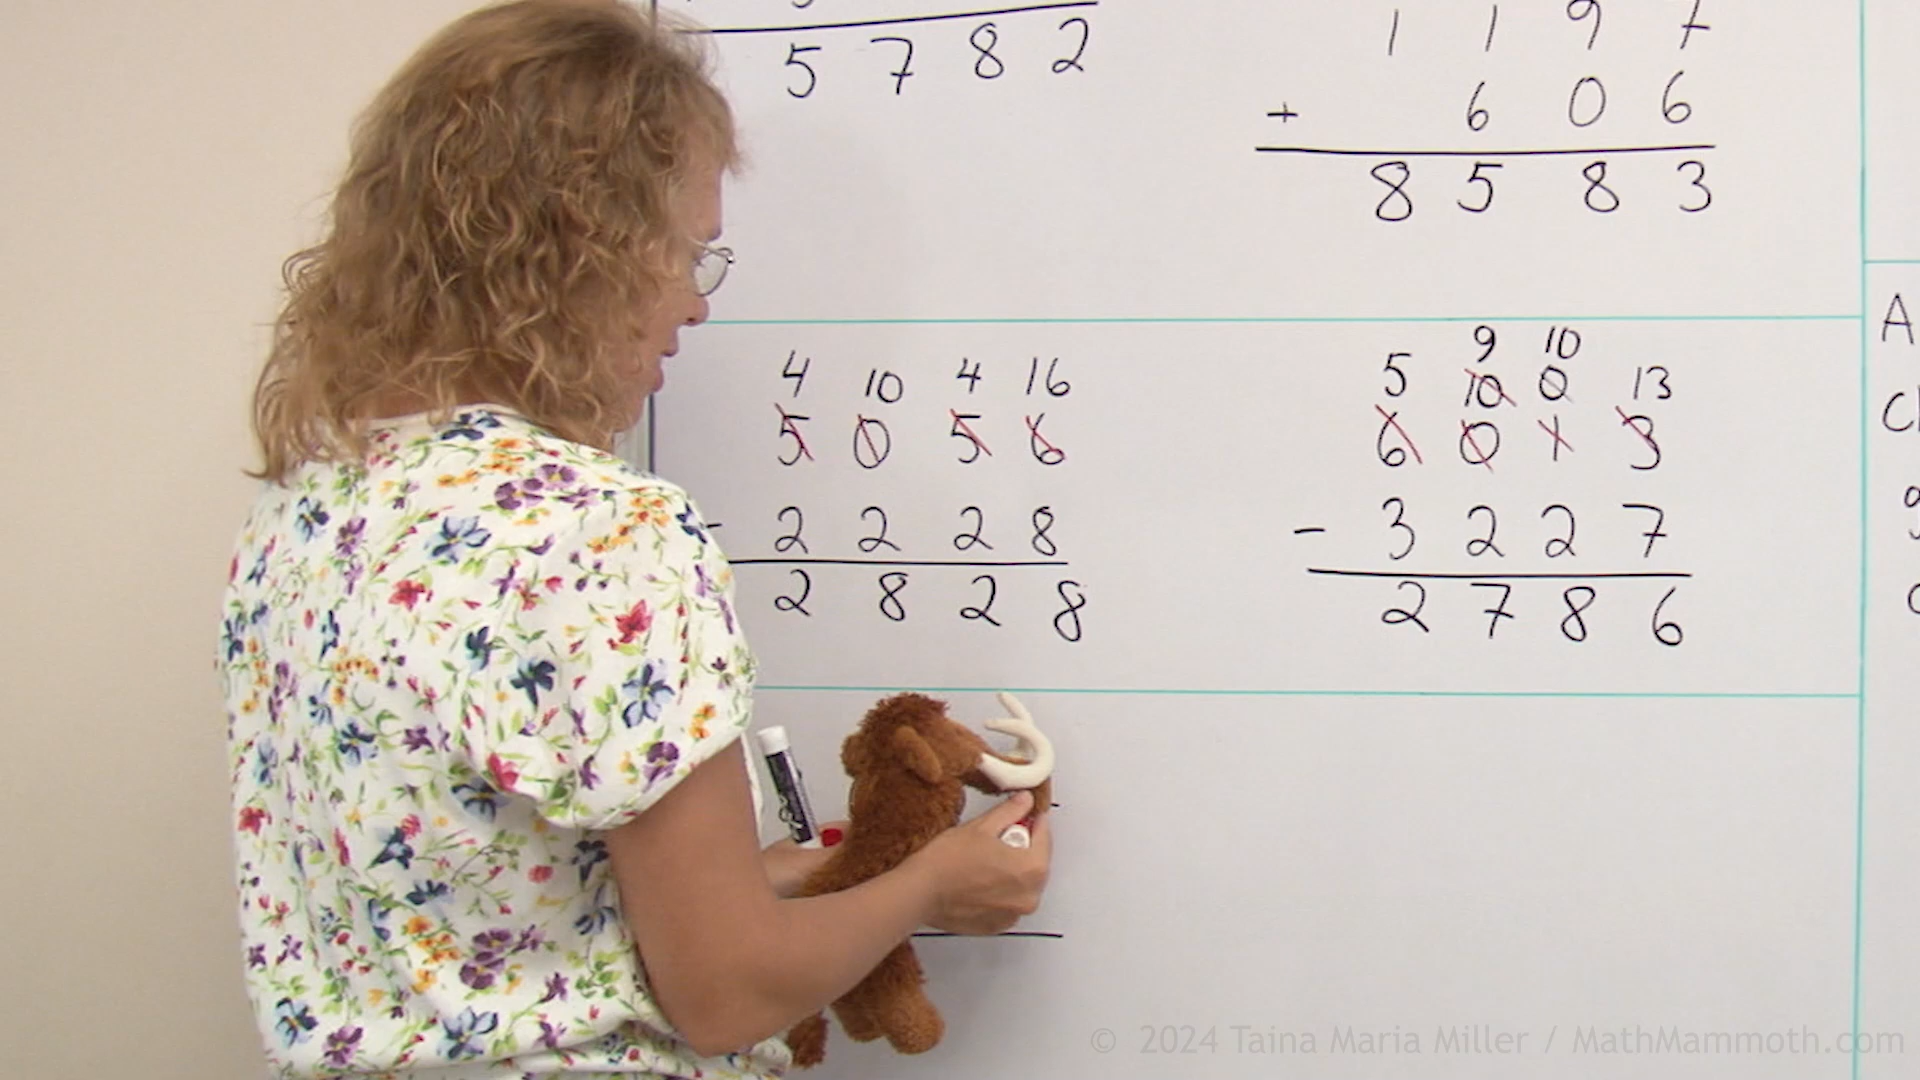 5 7 8 2
1 1 9 7
+ 6 0 6
8 5 8 3
4 10 4 16
5 0 5 6
- 2 2 2 8
2 8 2 8
9 10
5 10 0 13
6 0 1 3
- 3 2 2 7
2 7 8 6
A
© 2024 Taina Maria Miller / MathMammoth.com